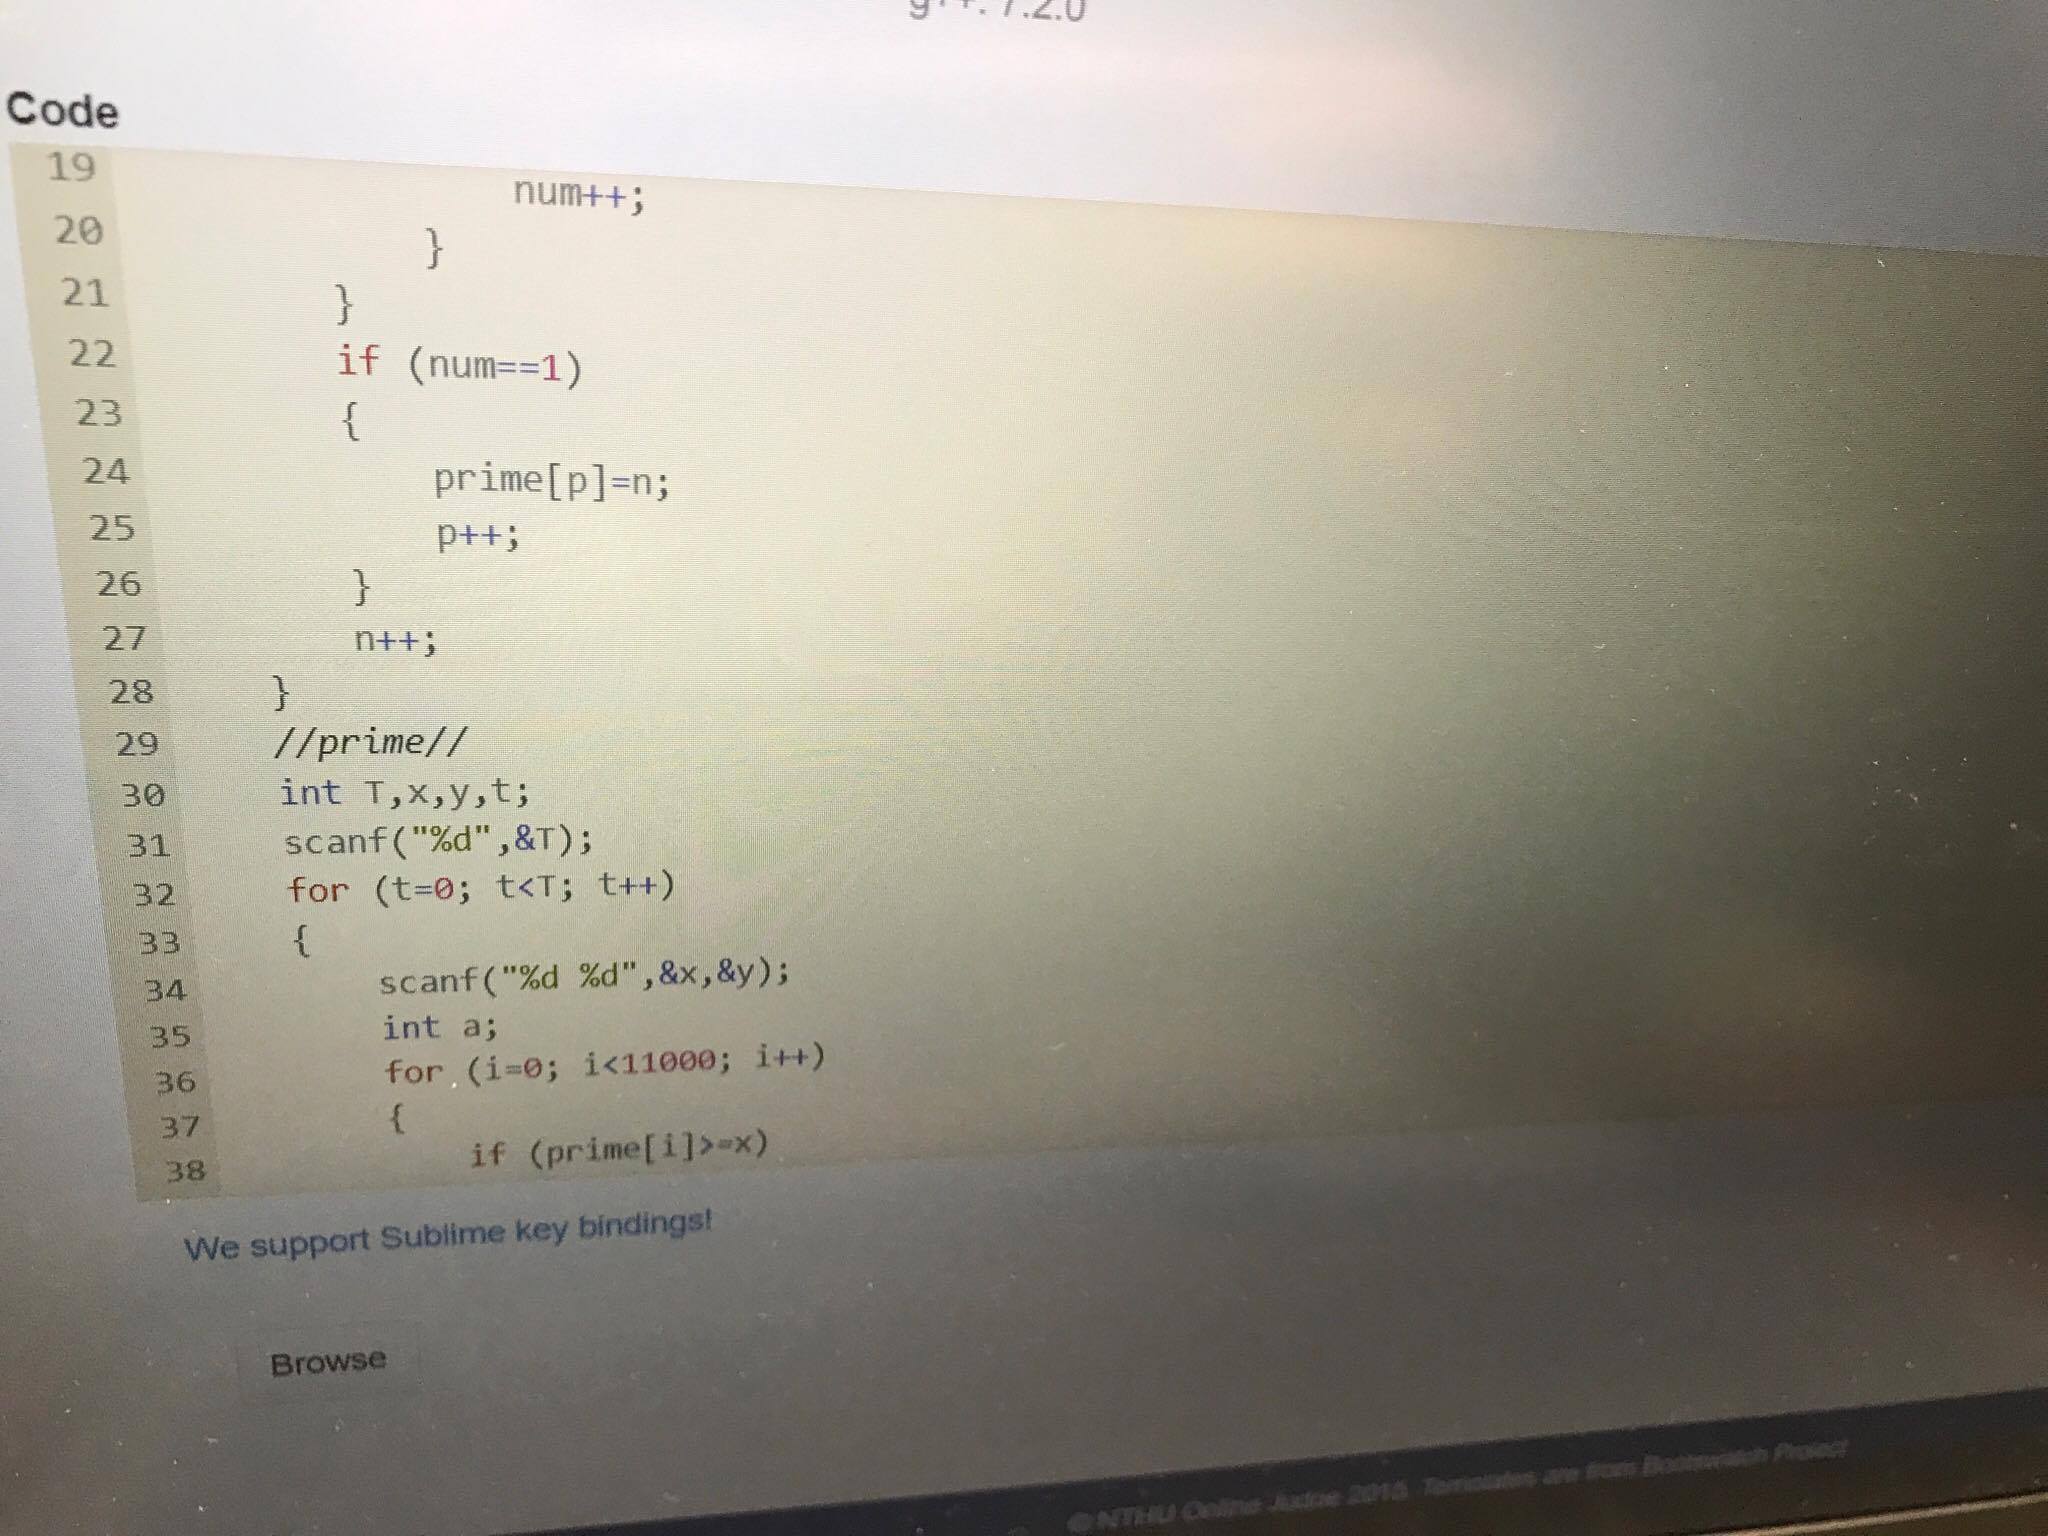 g++: 7.2.0
Code
19 num++;
20 }
21 }
22 if (num==1)
23 {
24 prime[p]=n;
25 p++;
26 }
27 n++;
28 }
29 //prime//
30 int T,x,y,t;
31 scanf("%d",&T);
32 for (t=0; t<T; t++)
33 {
34 scanf("%d %d",&x,&y);
35 int a;
36 for (i=0; i<11000; i++)
37 {
38 if (prime[i]>=x)
We support Sublime key bindings!
Browse
© NTHU Online Judge 2016. Templates are from Bootswatch Project